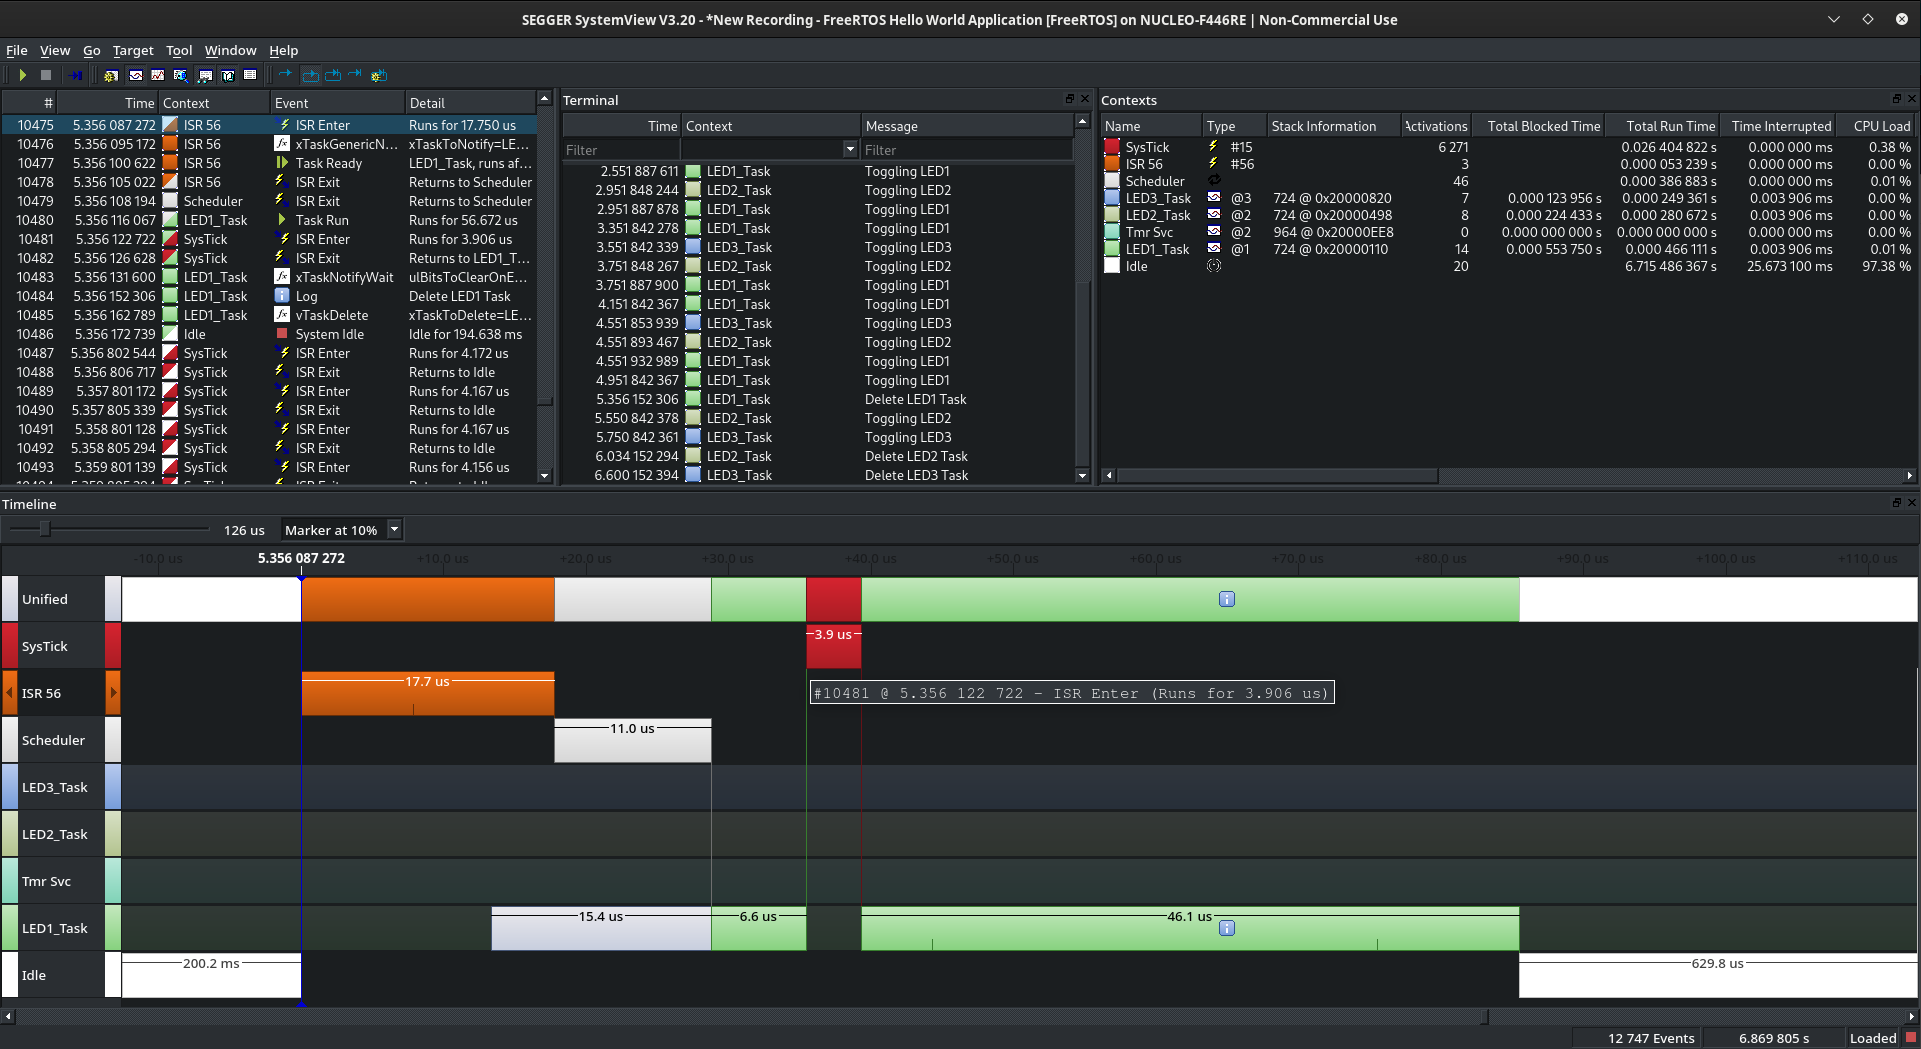 SEGGER SystemView V3.20 - *New Recording - FreeRTOS Hello World Application [FreeRTOS] on NUCLEO-F446RE | Non-Commercial Use
File View Go Target Tool Window Help
# Time Context Event Detail
10475 5.356 087 272 ISR 56 ISR Enter Runs for 17.750 us
10476 5.356 095 172 ISR 56 xTaskGenericN... xTaskToNotify=LE...
10477 5.356 100 622 ISR 56 Task Ready LED1_Task, runs af...
10478 5.356 105 022 ISR 56 ISR Exit Returns to Scheduler
10479 5.356 108 194 Scheduler ISR Exit Returns to Scheduler
10480 5.356 116 067 LED1_Task Task Run Runs for 56.672 us
10481 5.356 122 722 SysTick ISR Enter Runs for 3.906 us
10482 5.356 126 628 SysTick ISR Exit Returns to LED1_T...
10483 5.356 131 600 LED1_Task xTaskNotifyWait ulBitsToClearOnE...
10484 5.356 152 306 LED1_Task Log Delete LED1 Task
10485 5.356 162 789 LED1_Task vTaskDelete xTaskToDelete=LE...
10486 5.356 172 739 Idle System Idle Idle for 194.638 ms
10487 5.356 802 544 SysTick ISR Enter Runs for 4.172 us
10488 5.356 806 717 SysTick ISR Exit Returns to Idle
10489 5.357 801 172 SysTick ISR Enter Runs for 4.167 us
10490 5.357 805 339 SysTick ISR Exit Returns to Idle
10491 5.358 801 128 SysTick ISR Enter Runs for 4.167 us
10492 5.358 805 294 SysTick ISR Exit Returns to Idle
10493 5.359 801 139 SysTick ISR Enter Runs for 4.156 us
Terminal
Time Context Message
Filter Filter
2.551 887 611 LED1_Task Toggling LED1
2.951 848 244 LED2_Task Toggling LED2
2.951 887 878 LED1_Task Toggling LED1
3.351 842 278 LED1_Task Toggling LED1
3.551 842 339 LED3_Task Toggling LED3
3.751 848 267 LED2_Task Toggling LED2
3.751 887 900 LED1_Task Toggling LED1
4.151 842 367 LED1_Task Toggling LED1
4.551 853 939 LED3_Task Toggling LED3
4.551 893 467 LED2_Task Toggling LED2
4.551 932 989 LED1_Task Toggling LED1
4.951 842 367 LED1_Task Toggling LED1
5.356 152 306 LED1_Task Delete LED1 Task
5.550 842 378 LED2_Task Toggling LED2
5.750 842 361 LED3_Task Toggling LED3
6.034 152 294 LED2_Task Delete LED2 Task
6.600 152 394 LED3_Task Delete LED3 Task
Contexts
Name Type Stack Information Activations Total Blocked Time Total Run Time Time Interrupted CPU Load
SysTick #15 6 271 0.026 404 822 s 0.000 000 ms 0.38 %
ISR 56 #56 3 0.000 053 239 s 0.000 000 ms 0.00 %
Scheduler 46 0.000 386 883 s 0.000 000 ms 0.01 %
LED3_Task @3 724 @ 0x20000820 7 0.000 123 956 s 0.000 249 361 s 0.003 906 ms 0.00 %
LED2_Task @2 724 @ 0x20000498 8 0.000 224 433 s 0.000 280 672 s 0.003 906 ms 0.00 %
Tmr Svc @2 964 @ 0x20000EE8 0 0.000 000 000 s 0.000 000 000 s 0.000 000 ms 0.00 %
LED1_Task @1 724 @ 0x20000110 14 0.000 553 750 s 0.000 466 111 s 0.003 906 ms 0.01 %
Idle 20 6.715 486 367 s 25.673 100 ms 97.38 %
Timeline
126 us Marker at 10%
-10,0 us 5.356 087 272 +10,0 us +20,0 us +30,0 us +40,0 us +50,0 us +60,0 us +70,0 us +80,0 us +90,0 us +100,0 us +110,0 us
Unified
SysTick 3.9 us
ISR 56 17.7 us
#10481 @ 5.356 122 722 - ISR Enter (Runs for 3.906 us)
Scheduler 11.0 us
LED3_Task
LED2_Task
Tmr Svc
LED1_Task 15.4 us 6.6 us 46.1 us
Idle 200.2 ms 629.8 us
12 747 Events 6.869 805 s Loaded